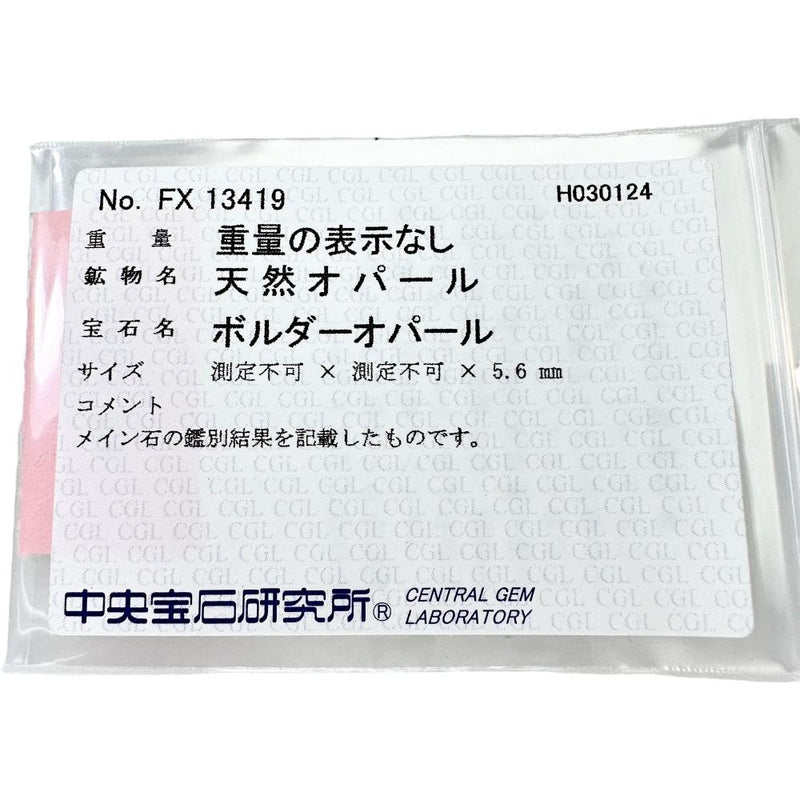 No. FX 13419 H030124
重 量 重量の表示なし
鉱物名 天然オパール
宝石名 ボルダーオパール
サイズ 測定不可 × 測定不可 × 5.6 mm
コメント
メイン石の鑑別結果を記載したものです。
中央宝石研究所® CENTRAL GEM
LABORATORY